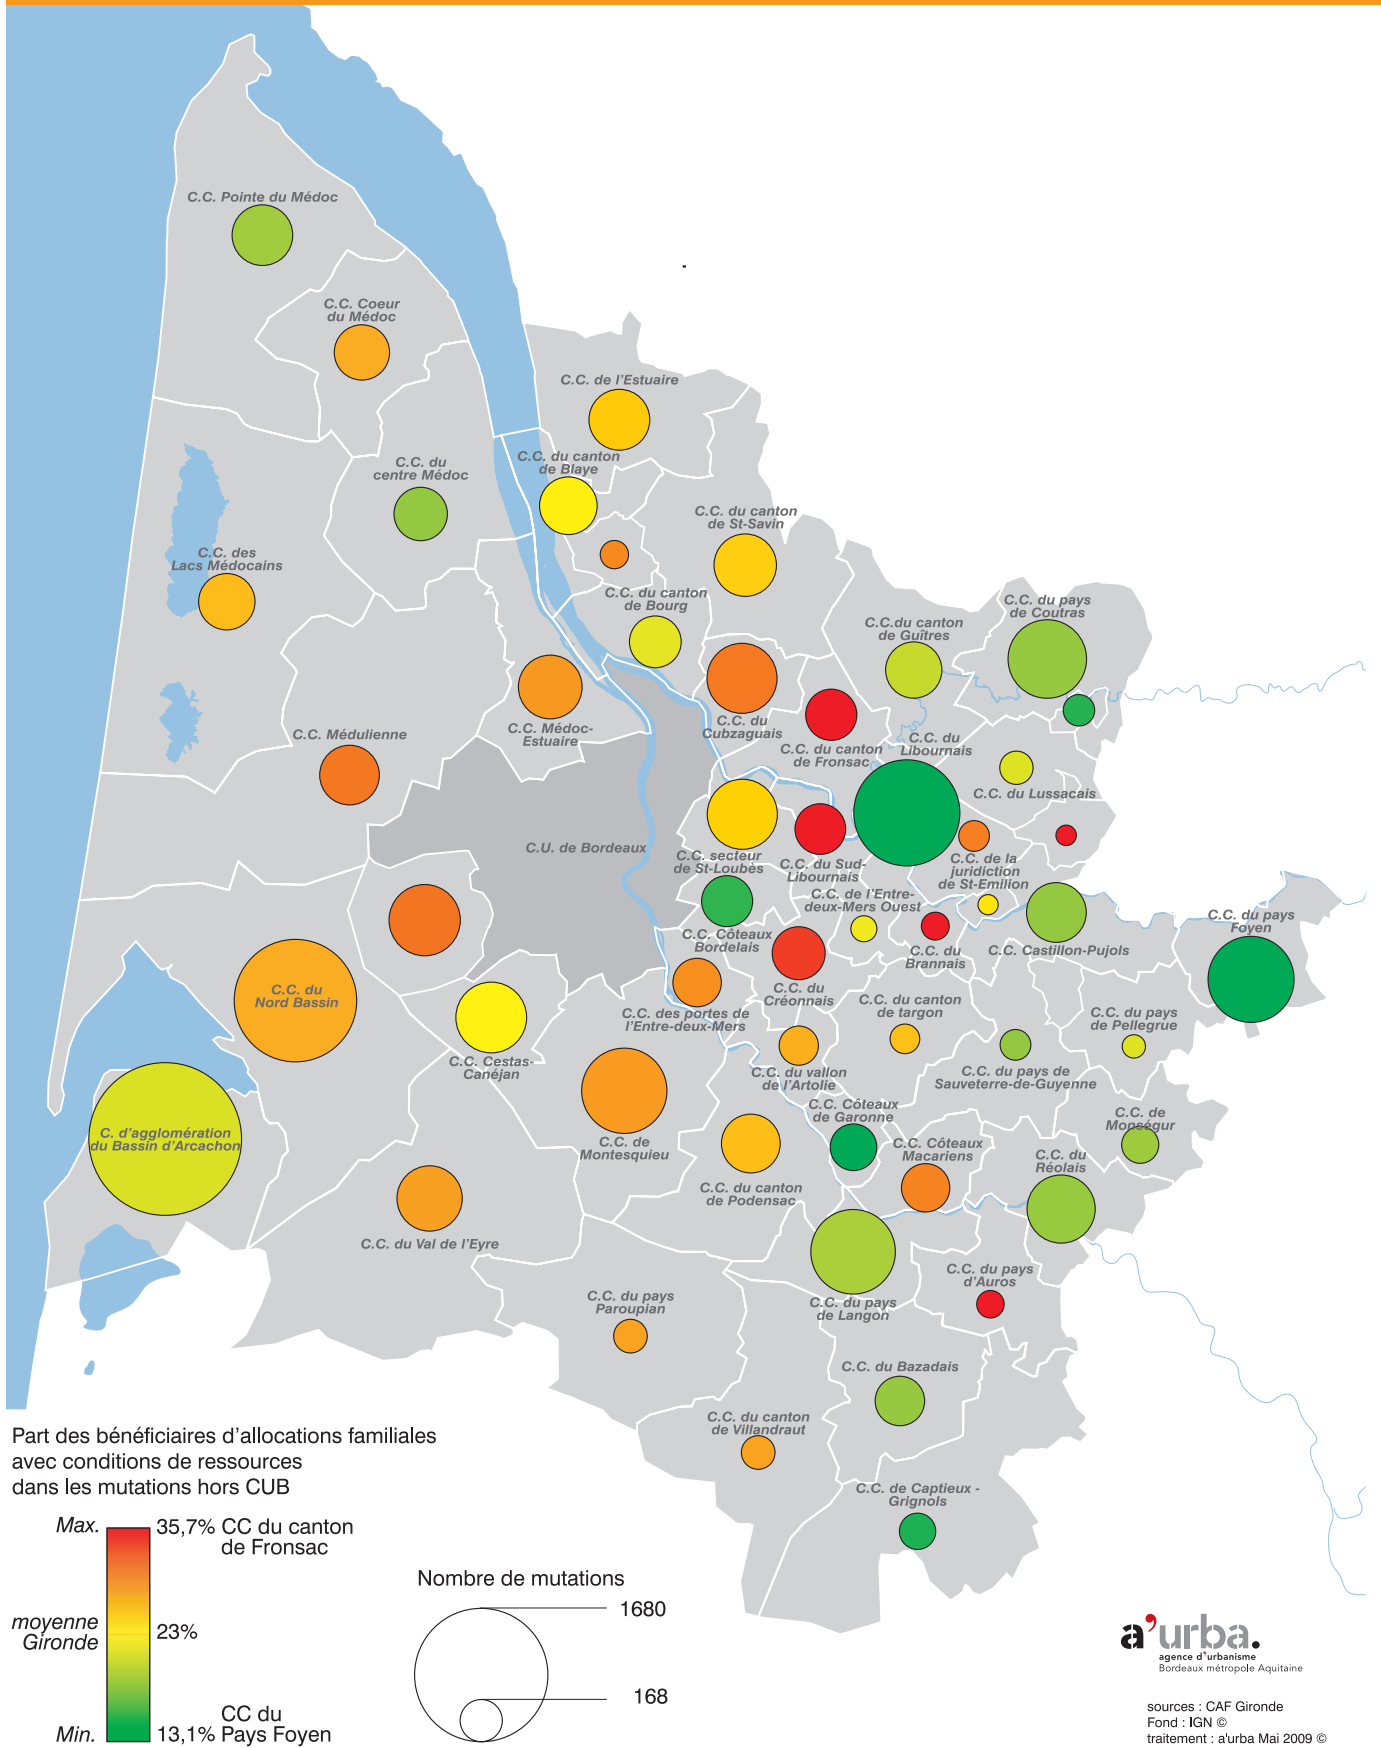 C.C. Pointe du Médoc
C.C. Coeur
du Médoc
C.C. de l'Estuaire
C.C. du canton
de Blaye
C.C. du
centre Médoc
C.C. du canton
de St-Savin
C.C. des
Lacs Médocains
C.C. du canton
de Bourg
C.C. du pays
de Coutras
C.C.du canton
de Guîtres
C.C. Médoc-
Estuaire
C.C. du
Cubzaguais
C.C. du canton
de Fronsac
C.C. du
Libournais
C.C. Médulienne
C.C. du Lussacais
C.U. de Bordeaux
C.C. secteur
de St-Loubès
C.C. du Sud-
Libournais
C.C. de la
juridiction
de St-Emilion
C.C. de l'Entre-
deux-Mers Ouest
C.C. Côteaux
Bordelais
C.C. du
Brannais
C.C. Castillon-Pujols
C.C. du pays
Foyen
C.C. du
Nord Bassin
C.C. du
Créonnais
C.C. des portes de
l'Entre-deux-Mers
C.C. du canton
de targon
C.C. du pays
de Pellegrue
C.C. Cestas-
Canéjan
C.C. du vallon
de l'Artolie
C.C. du pays de
Sauveterre-de-Guyenne
C. d'agglomération
du Bassin d'Arcachon
C.C. de
Montesquieu
C.C. Côteaux
de Garonne
C.C. Côteaux
Macariens
C.C. de
Monségur
C.C. du
Réolais
C.C. du canton
de Podensac
C.C. du Val de l'Eyre
C.C. du pays
d'Auros
C.C. du pays
Paroupian
C.C. du pays
de Langon
C.C. du Bazadais
C.C. du canton
de Villandraut
C.C. de Captieux -
Grignols
Part des bénéficiaires d'allocations familiales
avec conditions de ressources
dans les mutations hors CUB
Max.
35,7% CC du canton
de Fronsac
moyenne
Gironde
23%
Min.
13,1% CC du
Pays Foyen
Nombre de mutations
1680
168
a'urba.
agence d'urbanisme
Bordeaux métropole Aquitaine
sources : CAF Gironde
Fond : IGN ©
traitement : a'urba Mai 2009 ©